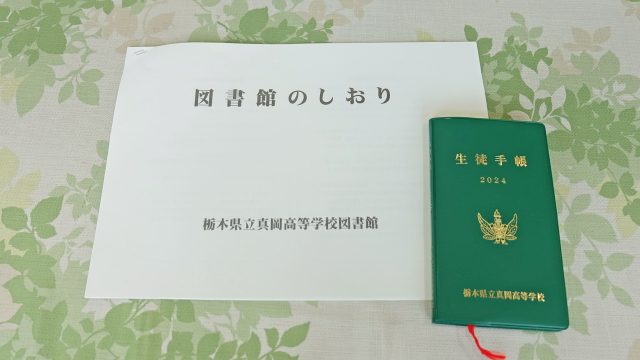 図書館のしおり
栃木県立真岡高等学校図書館
生徒手帳
2024
栃木県立真岡高等学校